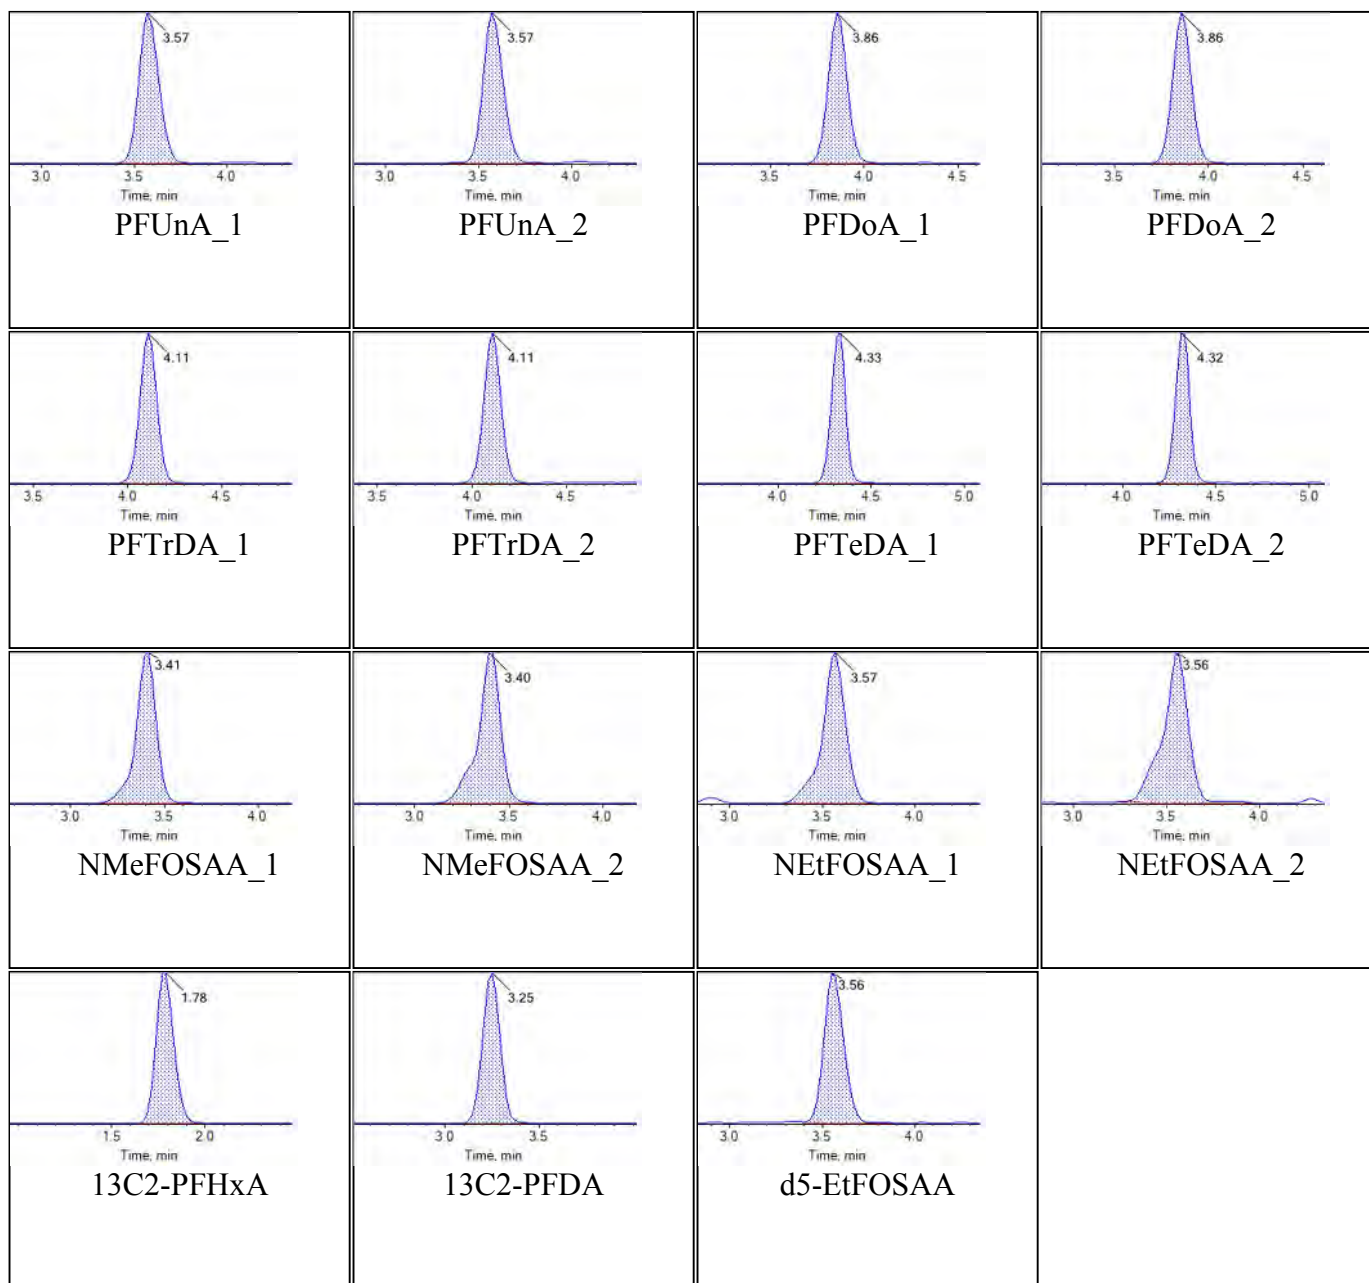 3.57
3.0 3.5 4.0
Time, min
PFUnA_1
3.57
3.0 3.5 4.0
Time, min
PFUnA_2
3.86
3.5 4.0 4.5
Time, min
PFDoA_1
3.86
3.5 4.0 4.5
Time, min
PFDoA_2
4.11
3.5 4.0 4.5
Time, min
PFTrDA_1
4.11
3.5 4.0 4.5
Time, min
PFTrDA_2
4.33
4.0 4.5 5.0
Time, min
PFTeDA_1
4.32
4.0 4.5 5.0
Time, min
PFTeDA_2
3.41
3.0 3.5 4.0
Time, min
NMeFOSAA_1
3.40
3.0 3.5 4.0
Time, min
NMeFOSAA_2
3.57
3.0 3.5 4.0
Time, min
NEtFOSAA_1
3.56
3.0 3.5 4.0
Time, min
NEtFOSAA_2
1.78
1.5 2.0
Time, min
13C2-PFHxA
3.25
3.0 3.5
Time, min
13C2-PFDA
3.56
3.0 3.5 4.0
Time, min
d5-EtFOSAA